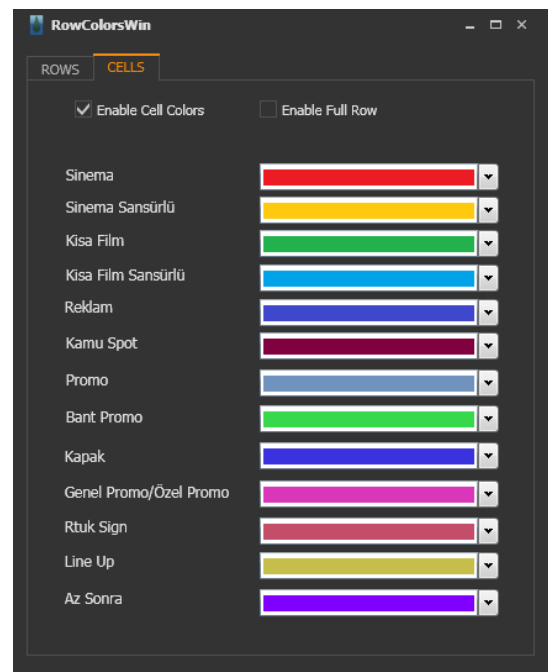 RowColorsWin
ROWS CELLS
Enable Cell Colors Enable Full Row
Sinema
Sinema Sansürlü
Kisa Film
Kisa Film Sansürlü
Reklam
Kamu Spot
Promo
Bant Promo
Kapak
Genel Promo/Özel Promo
Rtuk Sign
Line Up
Az Sonra